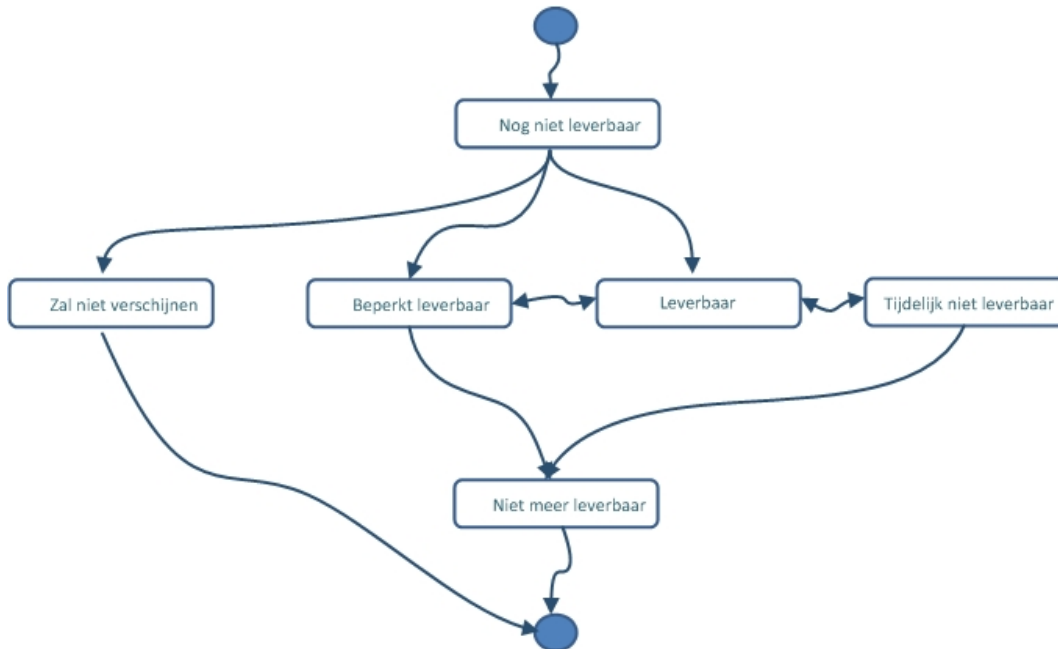 Nog niet leverbaar
Zal niet verschijnen
Beperkt leverbaar
Leverbaar
Tijdelijk niet leverbaar
Niet meer leverbaar